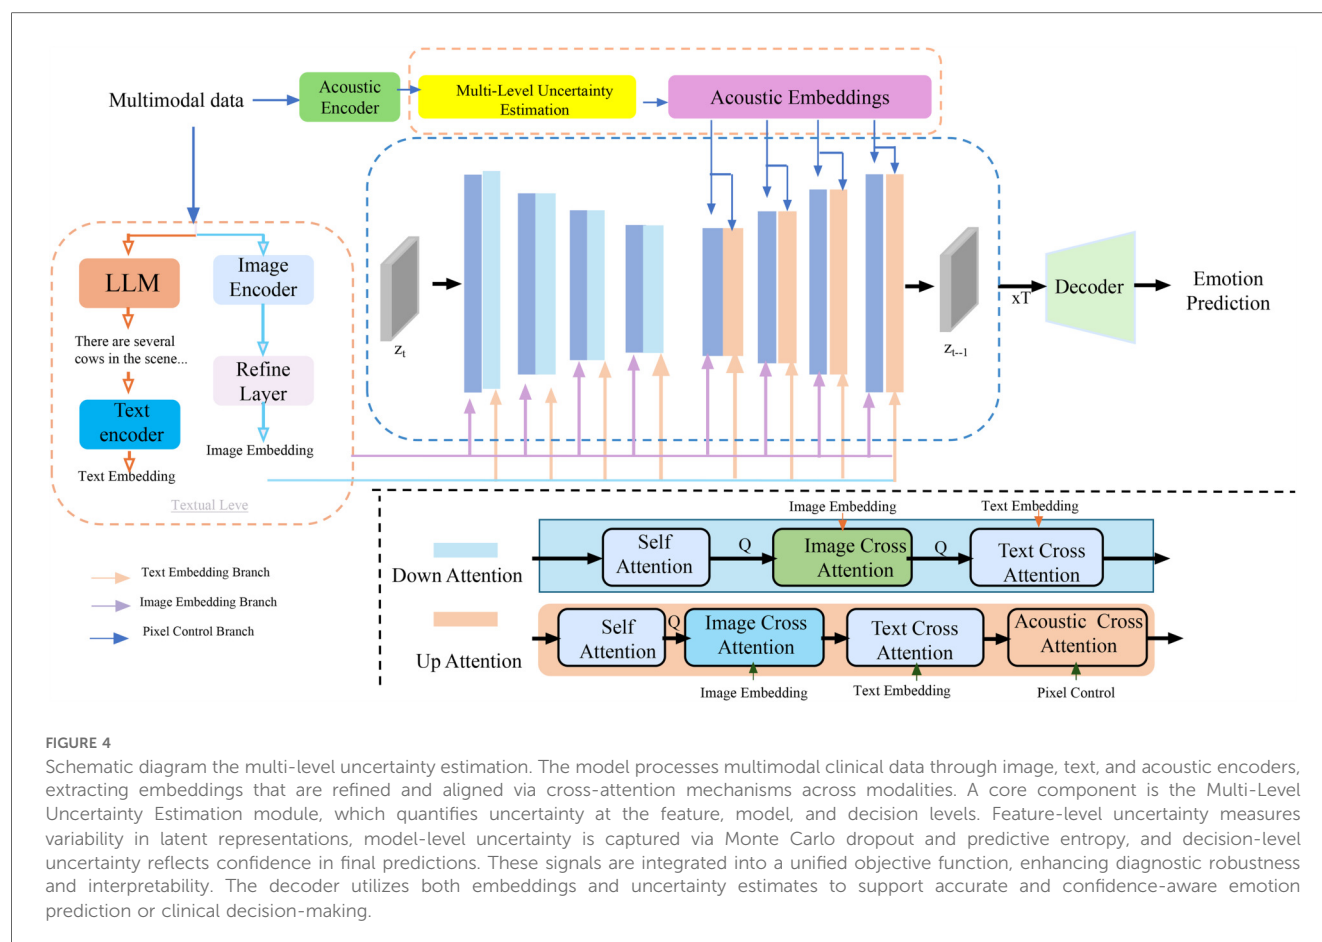 Multimodal data
Acoustic
Encoder
Multi-Level Uncertainty
Estimation
Acoustic Embeddings
LLM
There are several
cows in the scene...
Text
encoder
Text Embedding
Image
Encoder
Refine
Layer
Image Embedding
Textual Leve
zt
zt--1
xT
Decoder
Emotion
Prediction
Text Embedding Branch
Image Embedding Branch
Pixel Control Branch
Down Attention
Image Embedding
Text Embedding
Self
Attention
Q
Image Cross
Attention
Q
Text Cross
Attention
Up Attention
Self
Attention
Q
Image Cross
Attention
Text Cross
Attention
Acoustic Cross
Attention
Image Embedding
Text Embedding
Pixel Control
FIGURE 4
Schematic diagram the multi-level uncertainty estimation. The model processes multimodal clinical data through image, text, and acoustic encoders,
extracting embeddings that are refined and aligned via cross-attention mechanisms across modalities. A core component is the Multi-Level
Uncertainty Estimation module, which quantifies uncertainty at the feature, model, and decision levels. Feature-level uncertainty measures
variability in latent representations, model-level uncertainty is captured via Monte Carlo dropout and predictive entropy, and decision-level
uncertainty reflects confidence in final predictions. These signals are integrated into a unified objective function, enhancing diagnostic robustness
and interpretability. The decoder utilizes both embeddings and uncertainty estimates to support accurate and confidence-aware emotion
prediction or clinical decision-making.